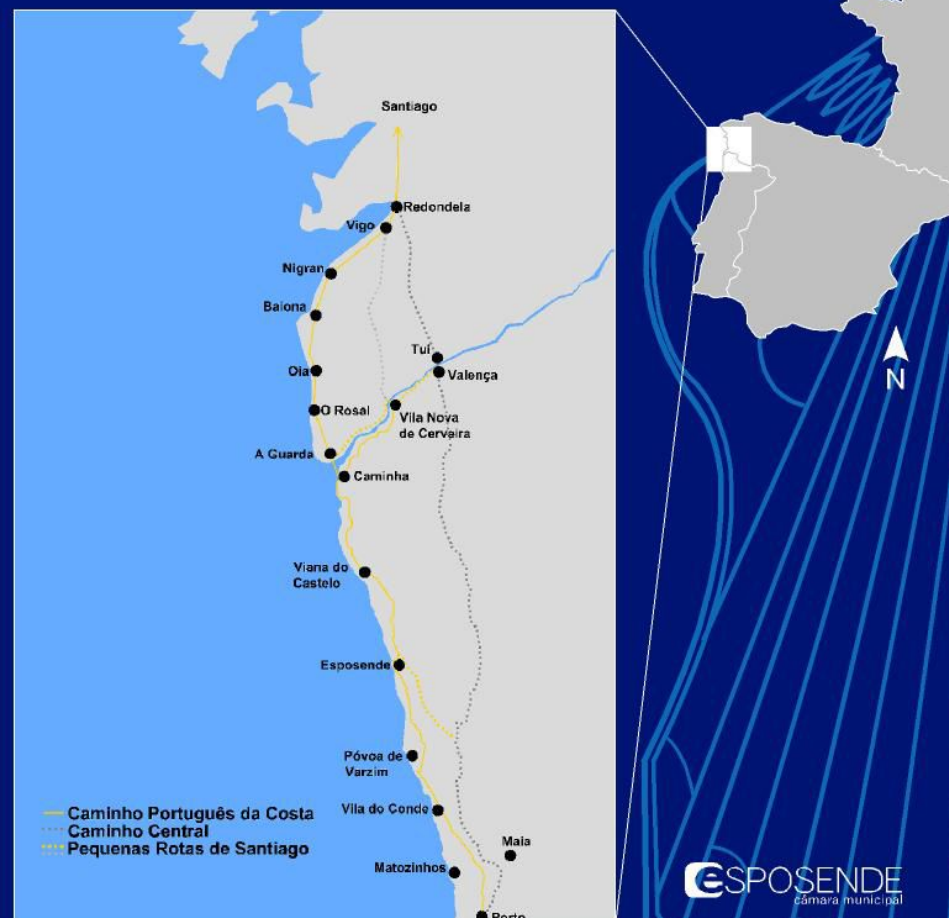 Santiago
Redondela
Vigo
Nigran
Baiona
Tui
Oia
Valença
O Rosal
Vila Nova
de Cerveira
A Guarda
Caminha
Viana do
Castelo
Esposende
Póvoa de
Varzim
Vila do Conde
Caminho Português da Costa
Caminho Central
Pequenas Rotas de Santiago
Maia
Matozinhos
Porto
N
ESPOSENDE
câmara municipal